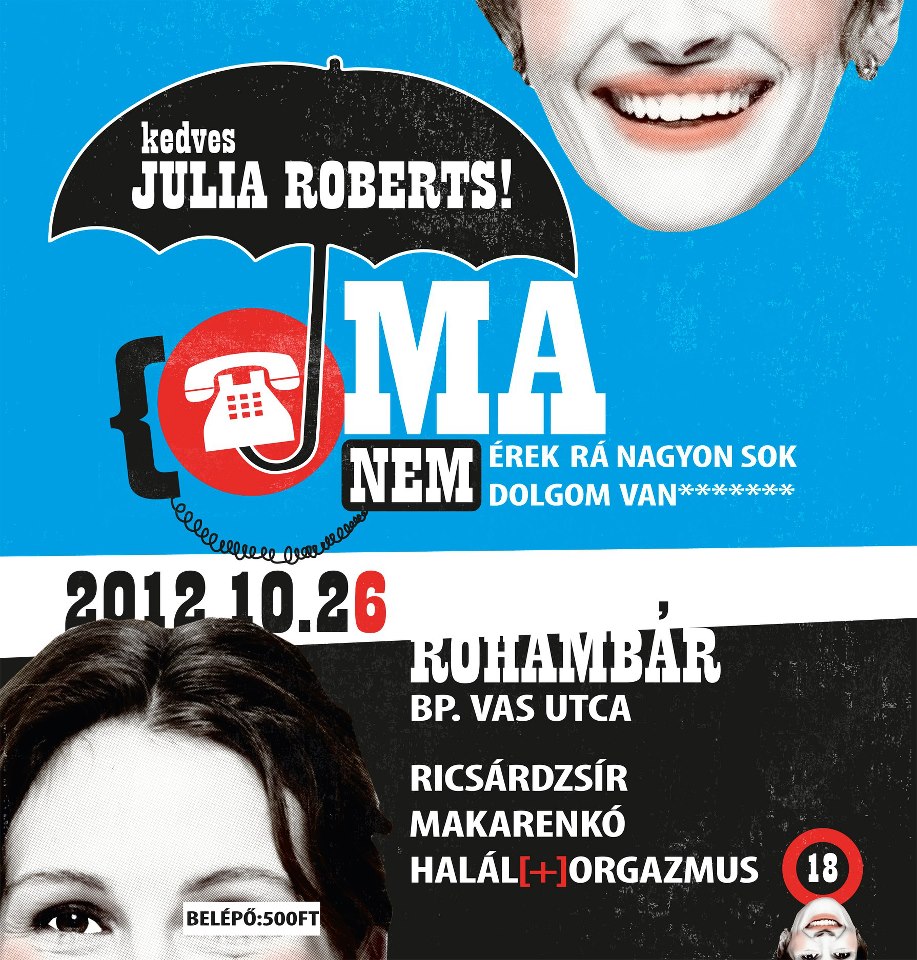 kedves
JULIA ROBERTS!
MA
NEM
ÉREK RÁ NAGYON SOK
DOLGOM VAN*******
2012.10.26
ROHAMBÁR
BP. VAS UTCA
RICSÁRDZSÍR
MAKARENKÓ
HALÁL[+]ORGAZMUS
18
BELÉPŐ:500FT